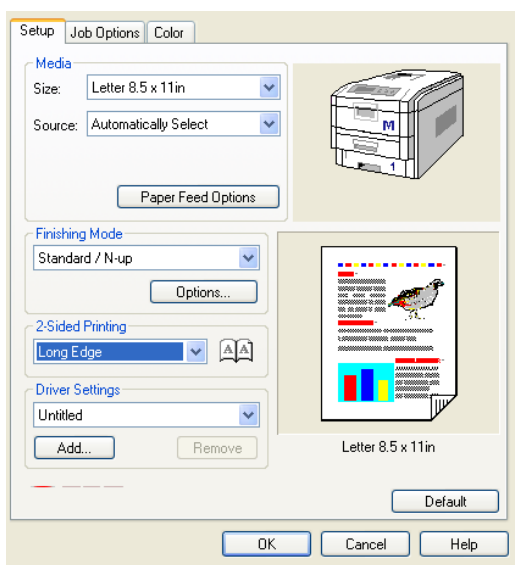 Setup Job Options Color
Media
Size: Letter 8.5 x 11in
Source: Automatically Select
Paper Feed Options
M
1
Finishing Mode
Standard / N-up
Options...
2-Sided Printing
Long Edge
A A
Driver Settings
Untitled
Add... Remove
Letter 8.5 x 11in
Default
OK Cancel Help